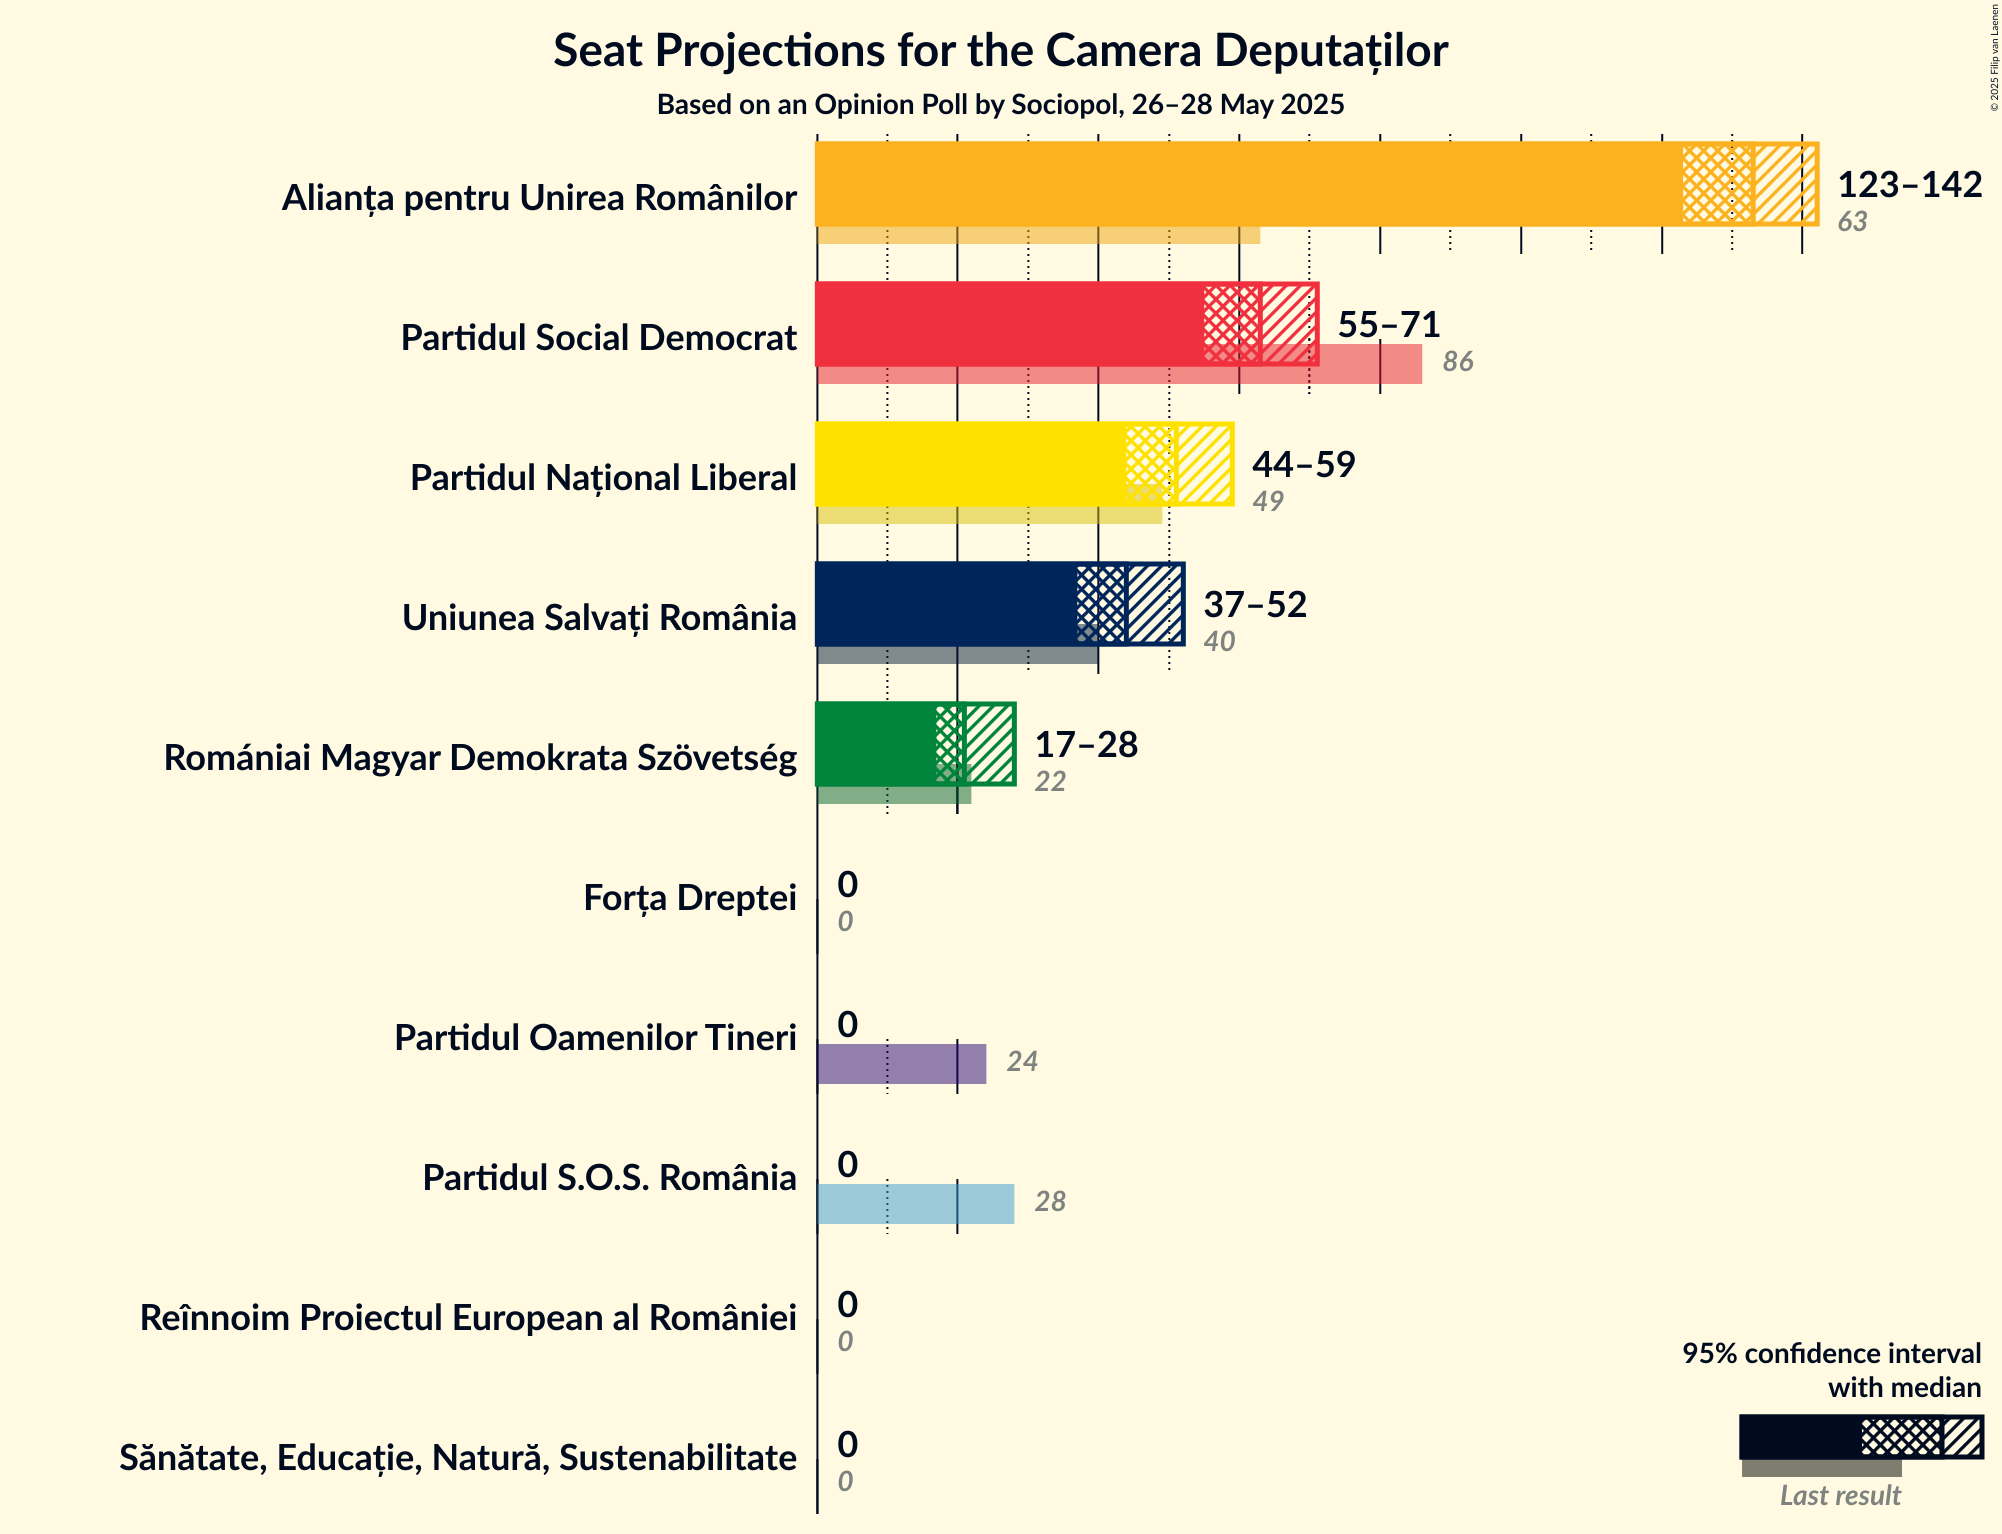 Seat Projections for the Camera Deputaților
Based on an Opinion Poll by Sociopol, 26–28 May 2025
© 2025 Filip van Laenen
Alianța pentru Unirea Românilor
123–142
63
Partidul Social Democrat
55–71
86
Partidul Național Liberal
44–59
49
Uniunea Salvați România
37–52
40
Romániai Magyar Demokrata Szövetség
17–28
22
Forța Dreptei
0
0
Partidul Oamenilor Tineri
0
24
Partidul S.O.S. România
0
28
Reînnoim Proiectul European al României
0
0
Sănătate, Educație, Natură, Sustenabilitate
0
0
95% confidence interval
with median
Last result